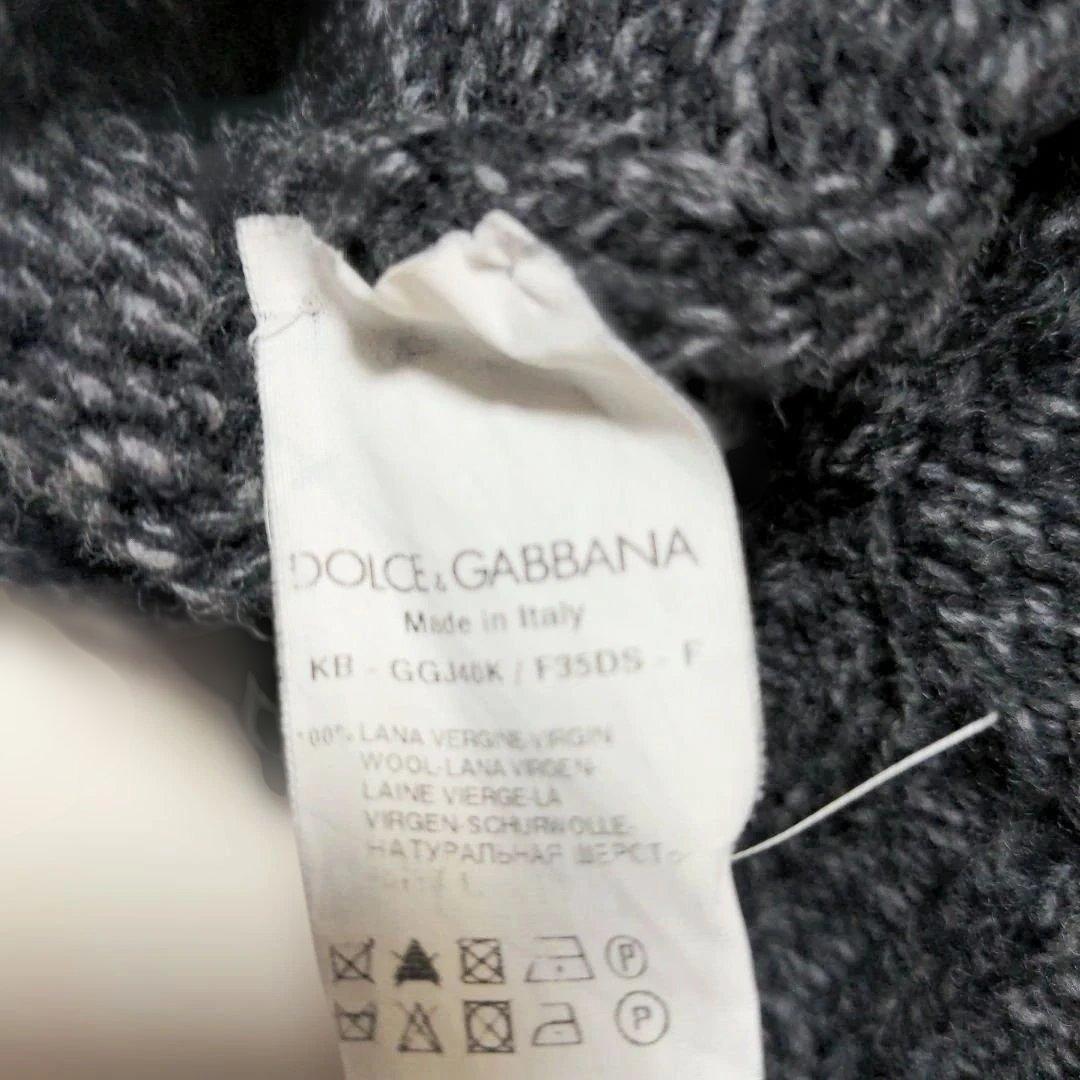 DOLCE & GABBANA
Made in Italy
KB - GGJ40K / F35DS - F
100% LANA VERGINE-VIRGIN
WOOL-LANA VIRGEN-
LAINE VIERGE-LA
VIRGEN-SCHURWOLLE-
НАТУРАЛЬНАЯ ШЕРСТЬ
P
P